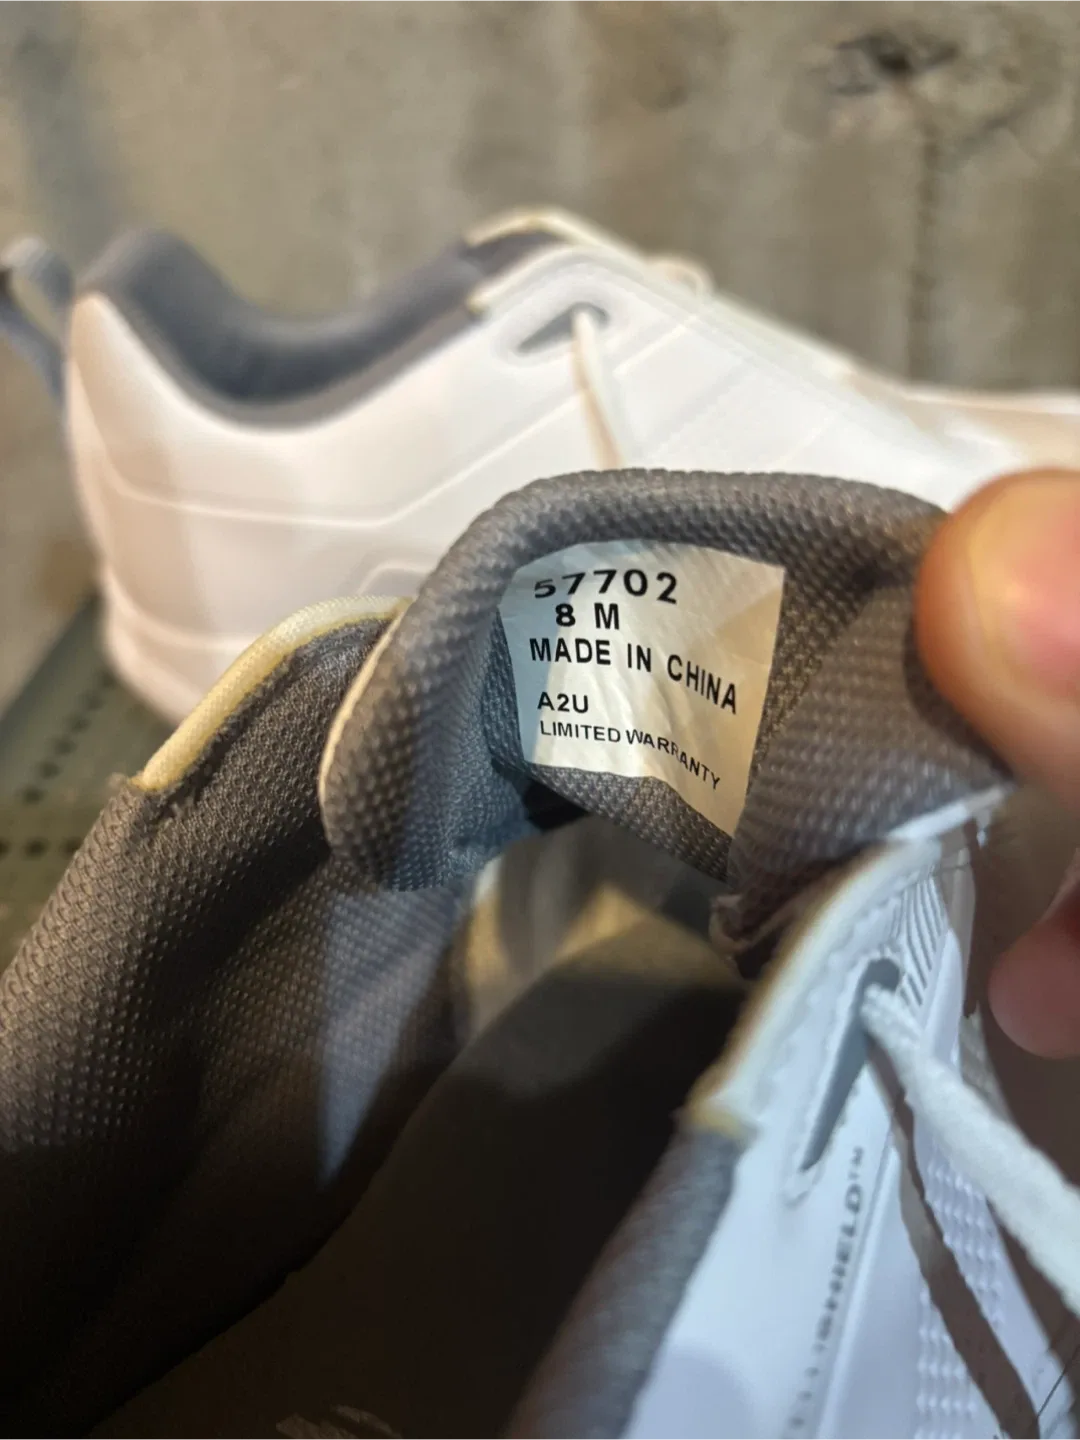 57702
8 M
MADE IN CHINA
A2U
LIMITED WARRANTY